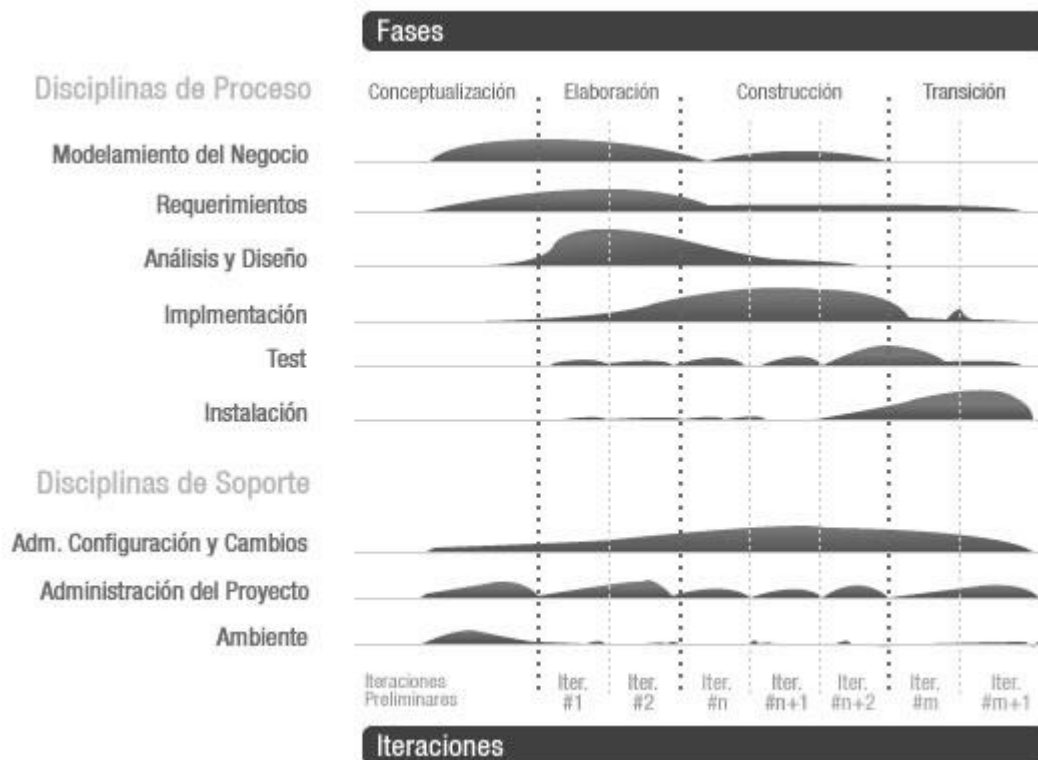 Fases
Disciplinas de Proceso
Conceptualización Elaboración Construcción Transición
Modelamiento del Negocio
Requerimientos
Análisis y Diseño
Implmentación
Test
Instalación
Disciplinas de Soporte
Adm. Configuración y Cambios
Administración del Proyecto
Ambiente
Iteraciones Iter. Iter. Iter. Iter. Iter. Iter. Iter.
Preliminares #1 #2 #n #n+1 #n+2 #m #m+1
Iteraciones